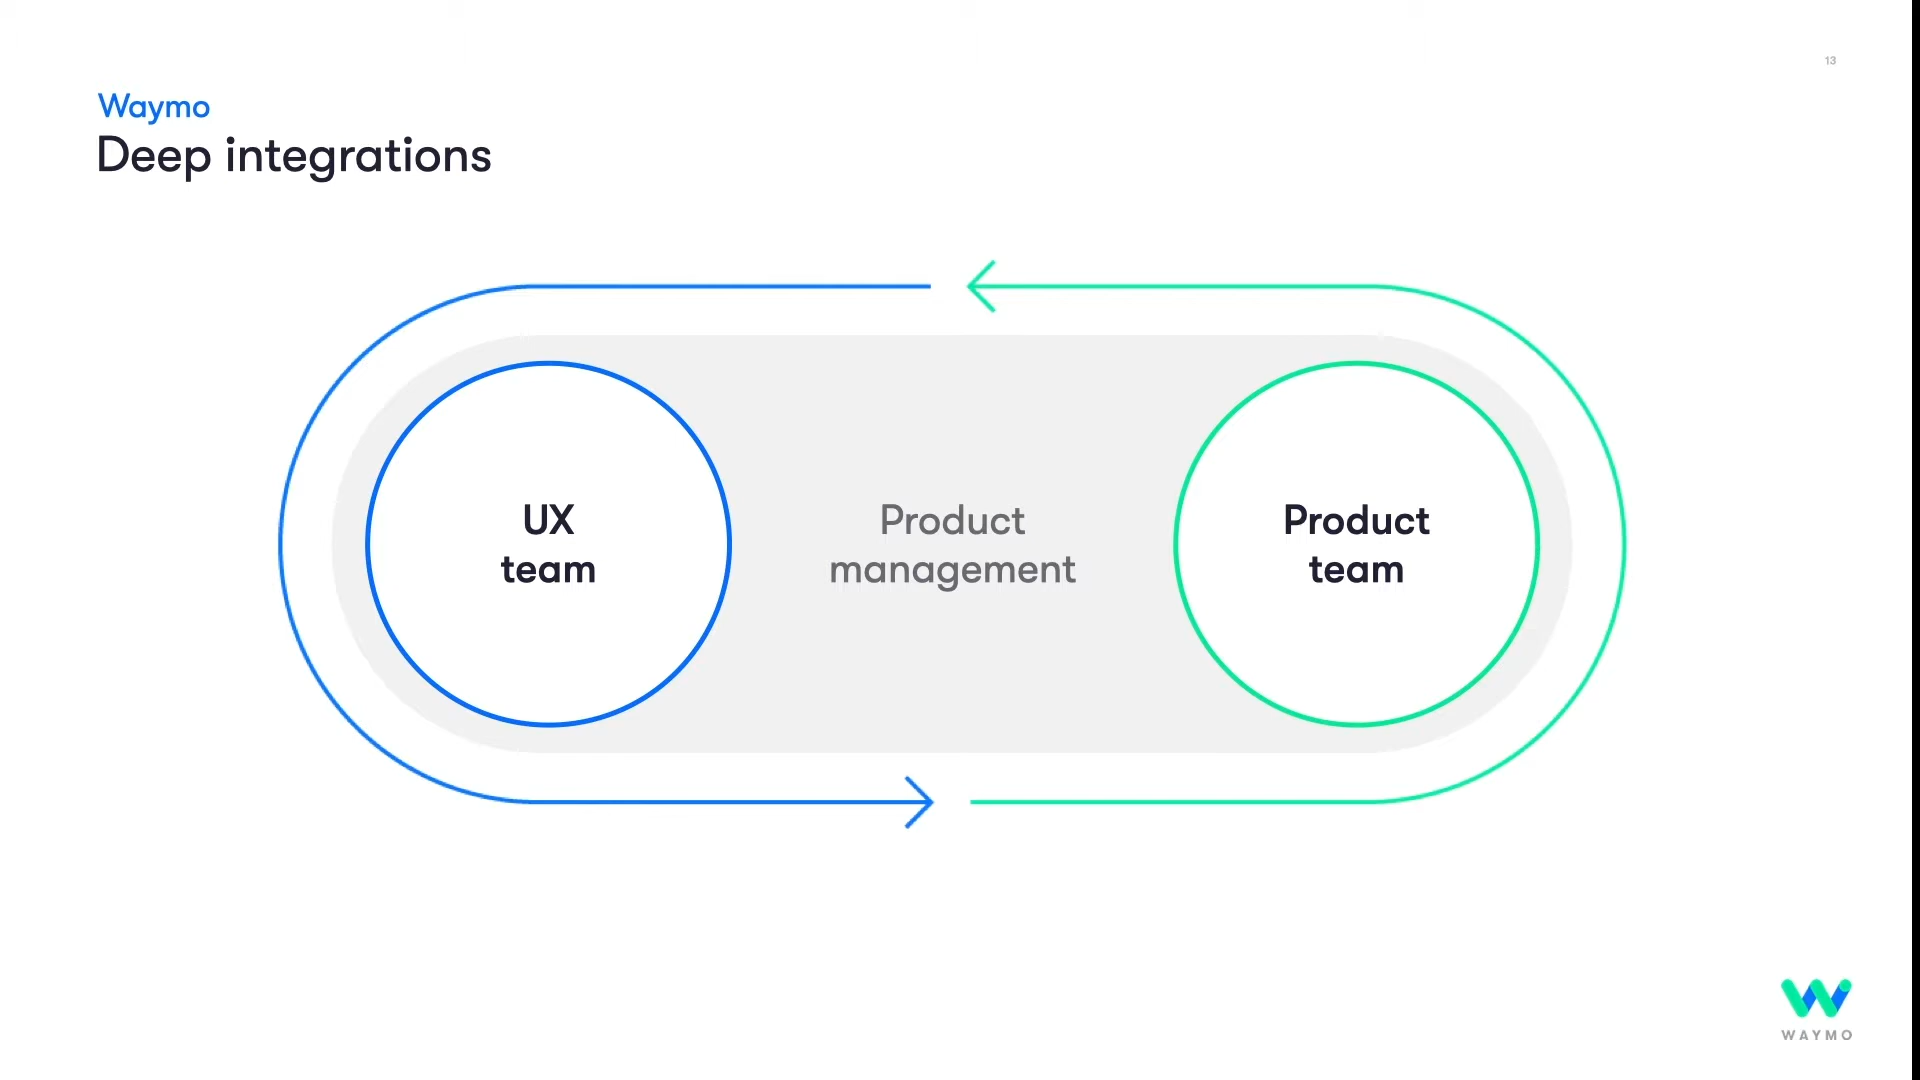 13
Waymo
Deep integrations
UX
team
Product
management
Product
team
WAYMO